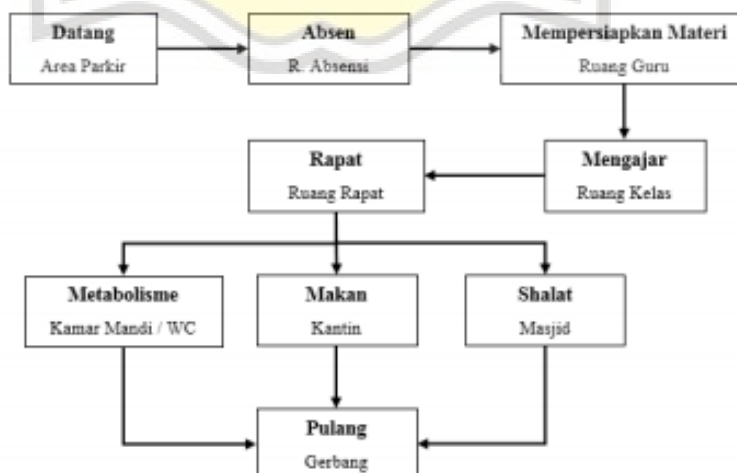 Datang
Area Parkir
Absen
R. Absensi
Mempersiapkan Materi
Ruang Guru
Rapat
Ruang Rapat
Mengajar
Ruang Kelas
Metabolisme
Kamar Mandi / WC
Makan
Kantin
Shalat
Masjid
Pulang
Gerbang